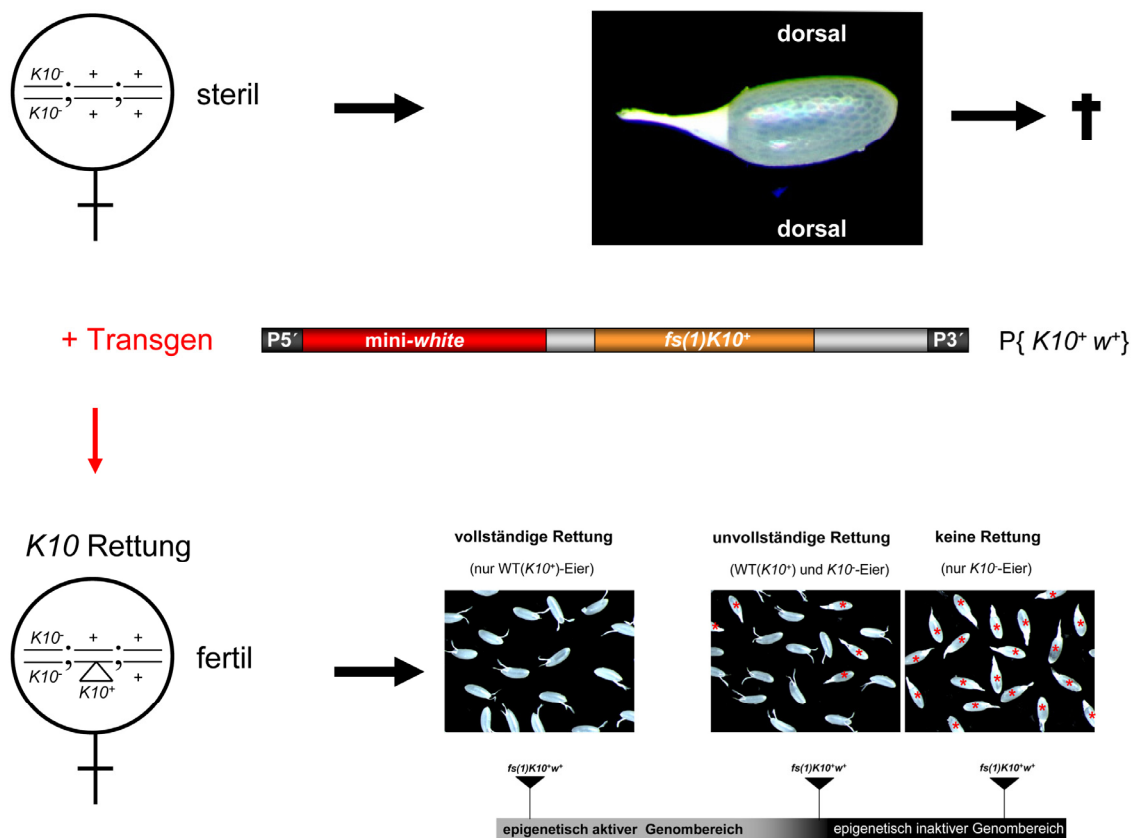 K10- + +
K10- + +
steril
dorsal
dorsal
+ Transgen
P5´ mini-white fs(1)K10+ P3´
P{ K10+ w+}
K10 Rettung
K10- + +
K10- +
K10+
fertil
vollständige Rettung
(nur WT(K10+)-Eier)
unvollständige Rettung
(WT(K10+) und K10--Eier)
keine Rettung
(nur K10--Eier)
fs(1)K10+w+
fs(1)K10+w+
fs(1)K10+w+
epigenetisch aktiver Genombereich
epigenetisch inaktiver Genombereich